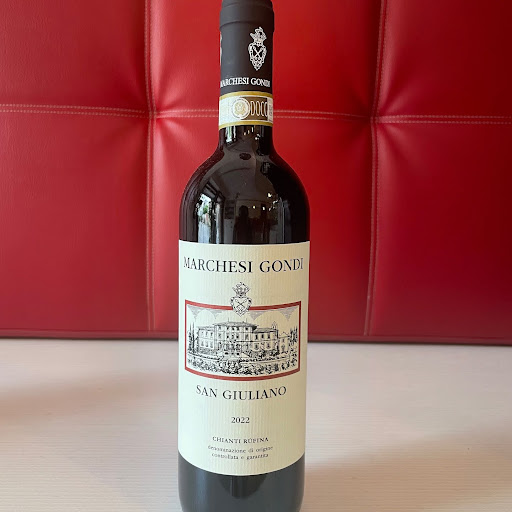 MARCHESI GONDI
DOCG
MARCHESI GONDI
SAN GIULIANO
2022
CHIANTI RUFINA
denominazione di origine
controllata e garantita